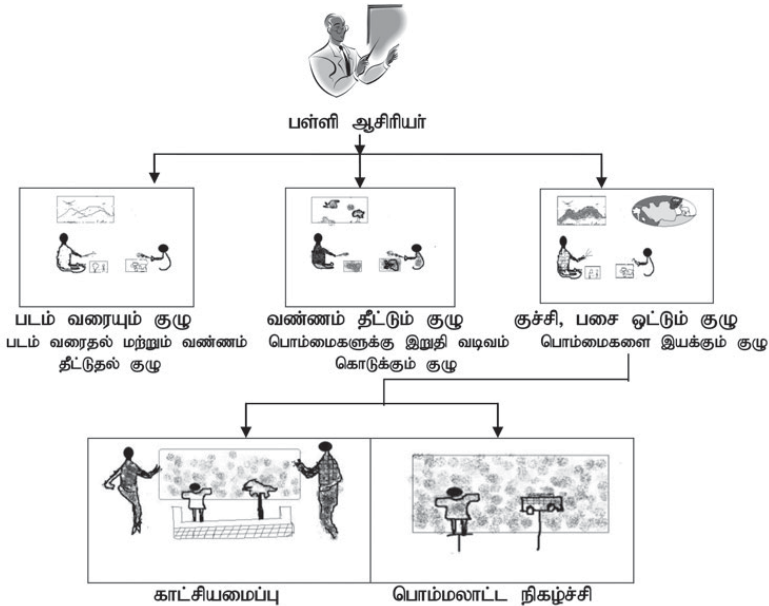 பள்ளி ஆசிரியர்
படம் வரையும் குழு
படம் வரைதல் மற்றும் வண்ணம்
தீட்டுதல் குழு
வண்ணம் தீட்டும் குழு
பொம்மைகளுக்கு இறுதி வடிவம்
கொடுக்கும் குழு
குச்சி, பசை ஒட்டும் குழு
பொம்மைகளை இயக்கும் குழு
காட்சியமைப்பு
பொம்மலாட்ட நிகழ்ச்சி